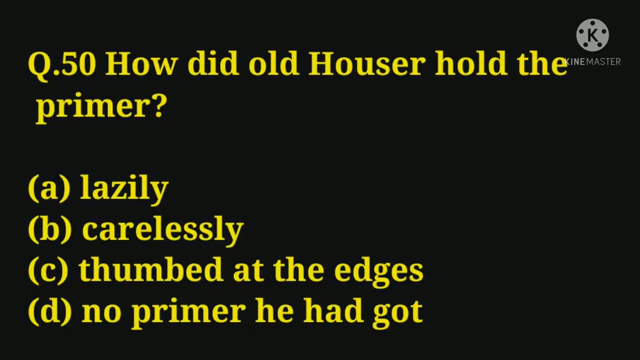 KINEMASTER
Q.50 How did old Houser hold the
primer?
(a) lazily
(b) carelessly
(c) thumbed at the edges
(d) no primer he had got